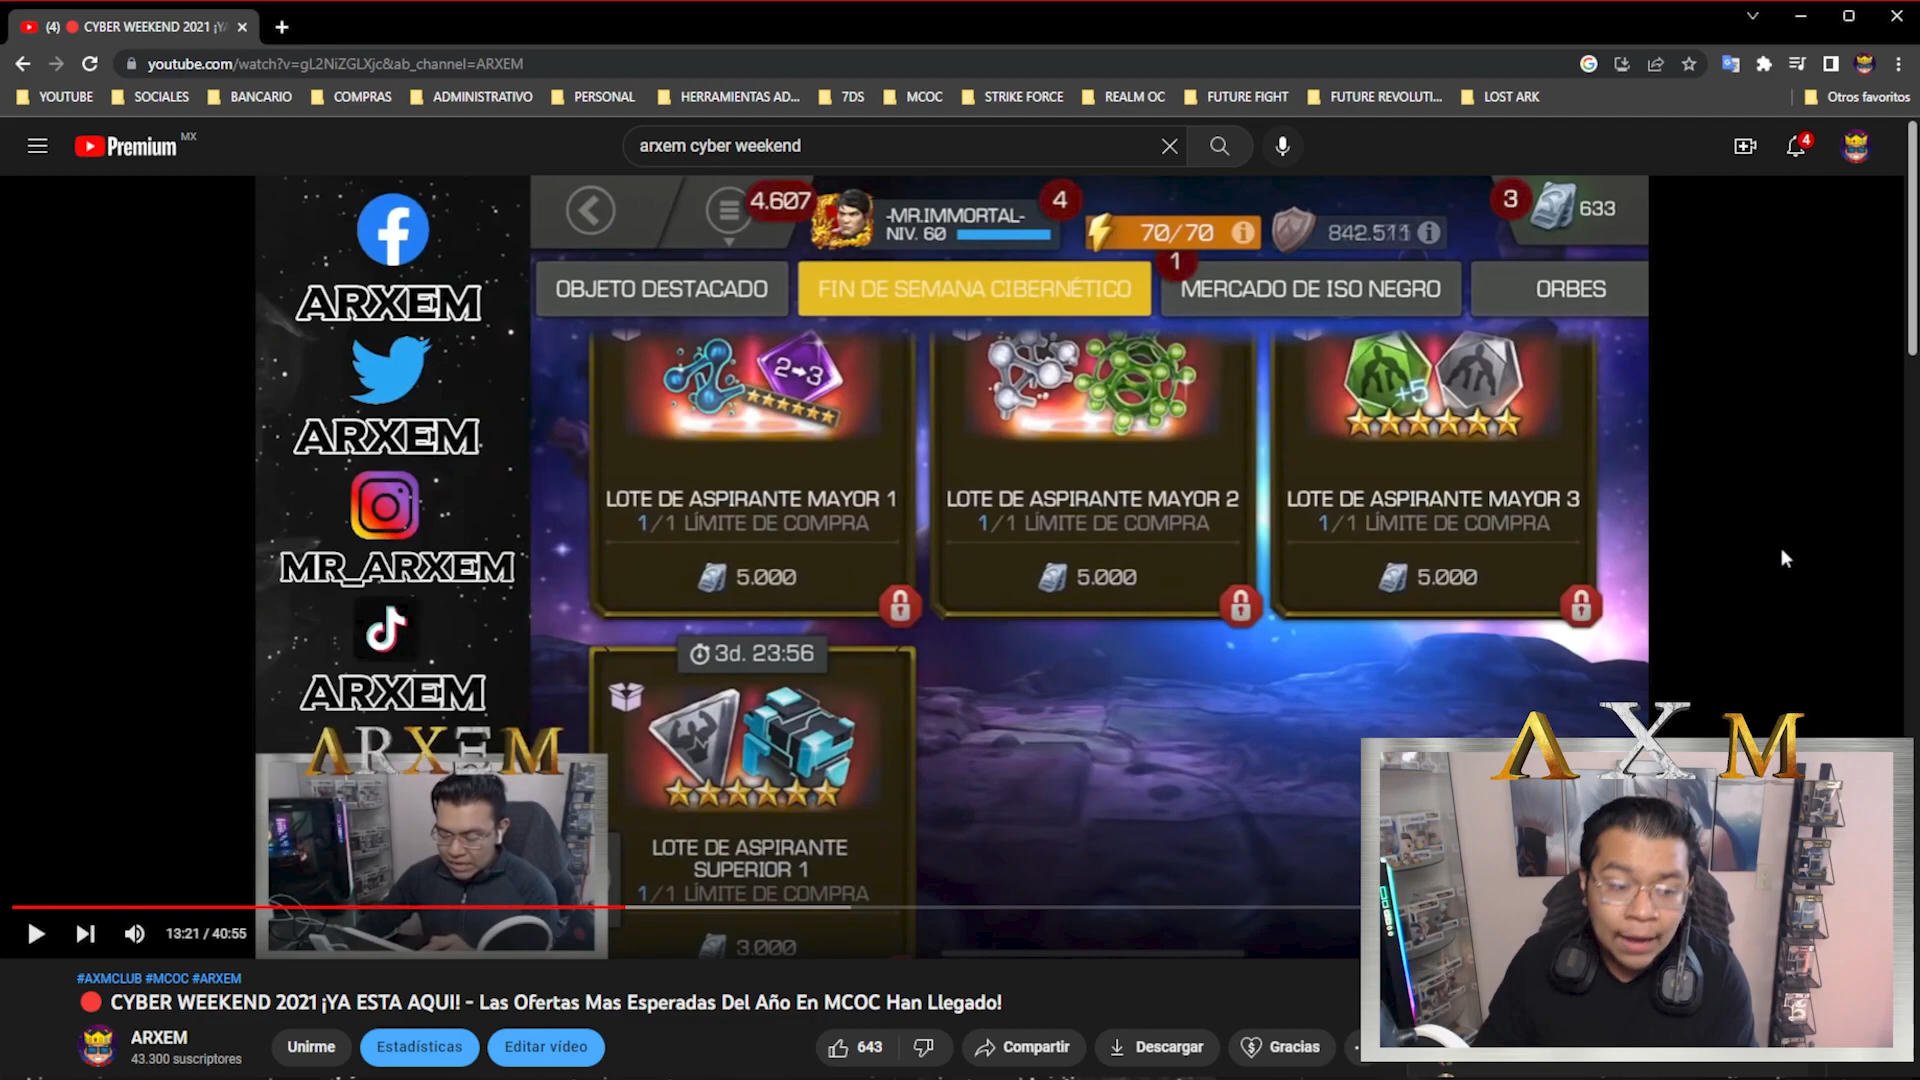 (4) CYBER WEEKEND 2021 ¡Y
youtube.com/watch?v=gL2NiZGLXjc&ab_channel=ARXEM
YOUTUBE SOCIALES BANCARIO COMPRAS ADMINISTRATIVO PERSONAL HERRAMIENTAS AD... 7DS MCOC STRIKE FORCE REALM OC FUTURE FIGHT FUTURE REVOLUTI... LOST ARK Otros favoritos
Premium MX
arxem cyber weekend
4
4.607
-MR.IMMORTAL-
NIV. 60
4
70/70
842.511
3
633
OBJETO DESTACADO
FIN DE SEMANA CIBERNÉTICO
1
MERCADO DE ISO NEGRO
ORBES
ARXEM
ARXEM
MR_ARXEM
ARXEM
2 3
+5
LOTE DE ASPIRANTE MAYOR 1
1/1 LÍMITE DE COMPRA
5.000
LOTE DE ASPIRANTE MAYOR 2
1/1 LÍMITE DE COMPRA
5.000
LOTE DE ASPIRANTE MAYOR 3
1/1 LÍMITE DE COMPRA
5.000
3d. 23:56
LOTE DE ASPIRANTE
SUPERIOR 1
1/1 LÍMITE DE COMPRA
3.000
ΛRXΞM
ΛXM
13:21 / 40:55
#AXMCLUB #MCOC #ARXEM
CYBER WEEKEND 2021 ¡YA ESTA AQUI! - Las Ofertas Mas Esperadas Del Año En MCOC Han Llegado!
ARXEM
43.300 suscriptores
Unirme
Estadísticas
Editar vídeo
643
Compartir
Descargar
Gracias